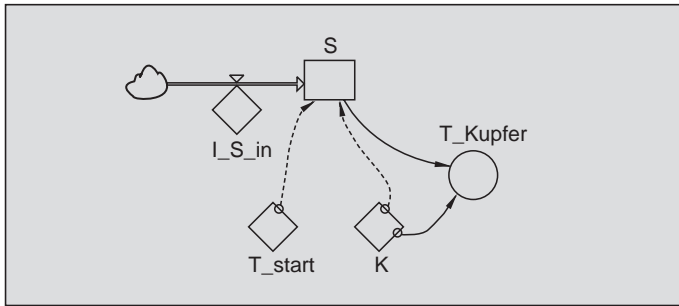 S
T_Kupfer
I_S_in
T_start
K